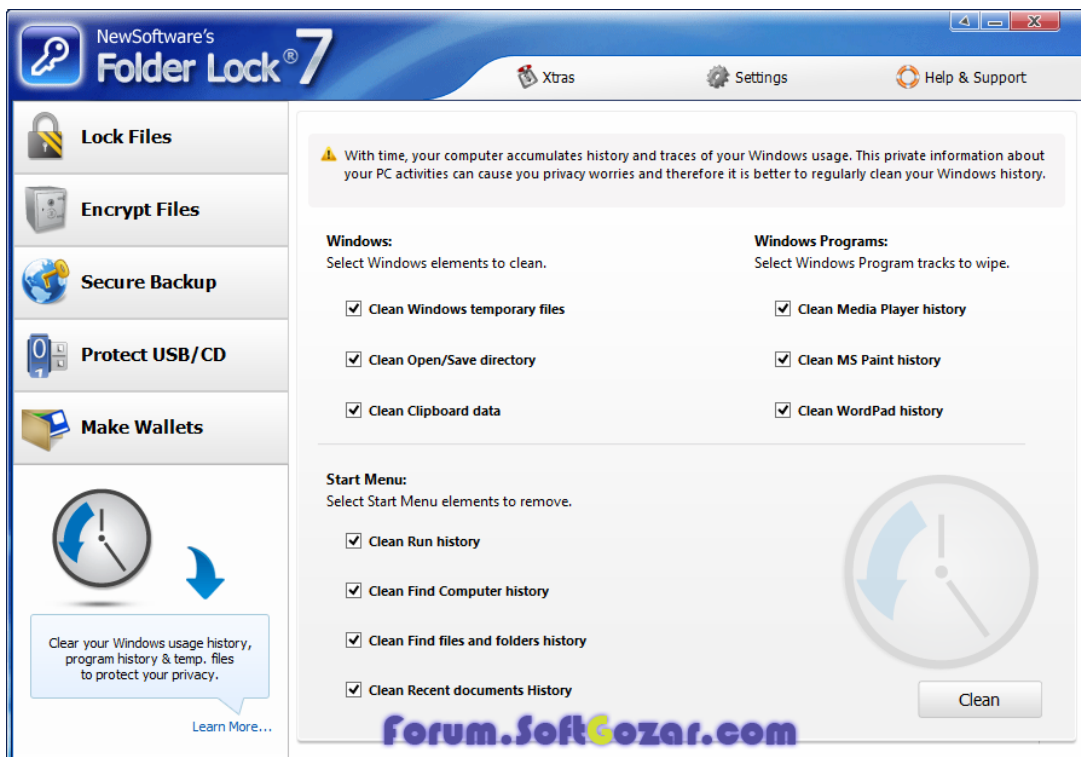 NewSoftware's
Folder Lock®7
Xtras
Settings
Help & Support
Lock Files
Encrypt Files
Secure Backup
Protect USB/CD
Make Wallets
Clear your Windows usage history,
program history & temp. files
to protect your privacy.
Learn More...
With time, your computer accumulates history and traces of your Windows usage. This private information about
your PC activities can cause you privacy worries and therefore it is better to regularly clean your Windows history.
Windows:
Select Windows elements to clean.
Clean Windows temporary files
Clean Open/Save directory
Clean Clipboard data
Windows Programs:
Select Windows Program tracks to wipe.
Clean Media Player history
Clean MS Paint history
Clean WordPad history
Start Menu:
Select Start Menu elements to remove.
Clean Run history
Clean Find Computer history
Clean Find files and folders history
Clean Recent documents History
Clean
Forum.SoftGozar.com